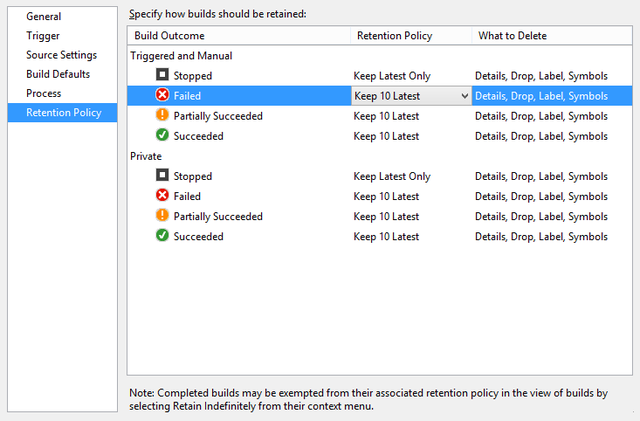 General
Trigger
Source Settings
Build Defaults
Process
Retention Policy
Specify how builds should be retained:
Build Outcome Retention Policy What to Delete
Triggered and Manual
Stopped Keep Latest Only Details, Drop, Label, Symbols
Failed Keep 10 Latest Details, Drop, Label, Symbols
Partially Succeeded Keep 10 Latest Details, Drop, Label, Symbols
Succeeded Keep 10 Latest Details, Drop, Label, Symbols
Private
Stopped Keep Latest Only Details, Drop, Label, Symbols
Failed Keep 10 Latest Details, Drop, Label, Symbols
Partially Succeeded Keep 10 Latest Details, Drop, Label, Symbols
Succeeded Keep 10 Latest Details, Drop, Label, Symbols
Note: Completed builds may be exempted from their associated retention policy in the view of builds by
selecting Retain Indefinitely from their context menu.